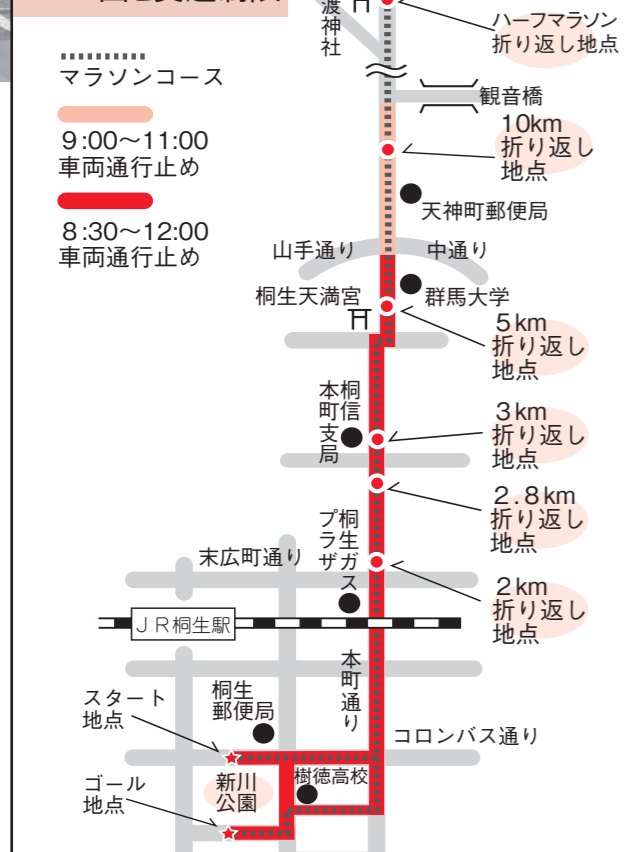 渡神社
ハーフマラソン
折り返し地点
マラソンコース
観音橋
9:00〜11:00
車両通行止め
10km
折り返し
地点
8:30〜12:00
車両通行止め
天神町郵便局
山手通り
中通り
桐生天満宮
群馬大学
5km
折り返し
地点
桐信
本町支局
3km
折り返し
地点
2.8km
折り返し
地点
桐生ガス
プラザ
末広町通り
2km
折り返し
地点
JR桐生駅
本町通り
スタート
地点
桐生
郵便局
コロンバス通り
ゴール
地点
新川
公園
樹徳高校